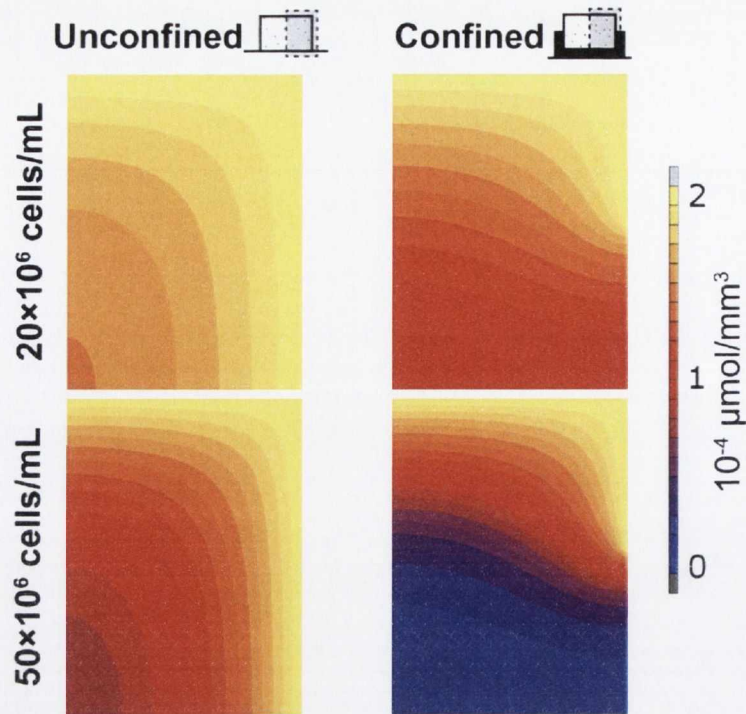 Unconfined
Confined
20×10⁶ cells/mL
50×10⁶ cells/mL
2
1
0
10⁻⁴ µmol/mm³